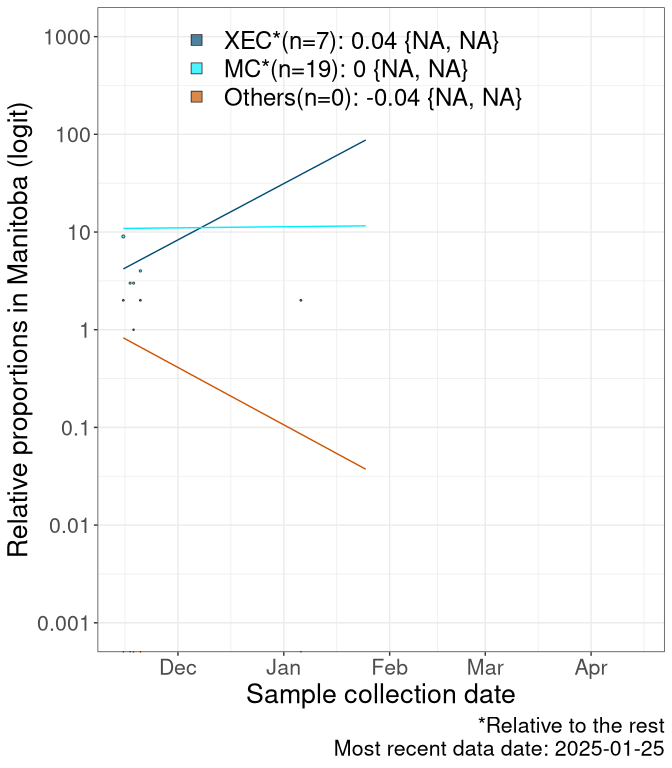 XEC*(n=7): 0.04 {NA, NA}
MC*(n=19): 0 {NA, NA}
Others(n=0): -0.04 {NA, NA}
Relative proportions in Manitoba (logit)
1000
100
10
1
0.1
0.01
0.001
Dec Jan Feb Mar Apr
Sample collection date
*Relative to the rest
Most recent data date: 2025-01-25